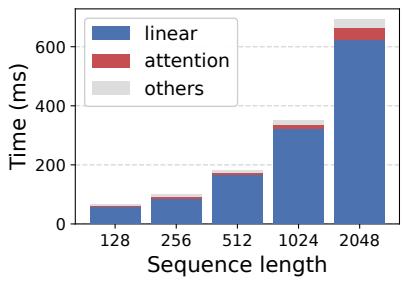 linear
attention
others
Time (ms)
600
400
200
0
128 256 512 1024 2048
Sequence length